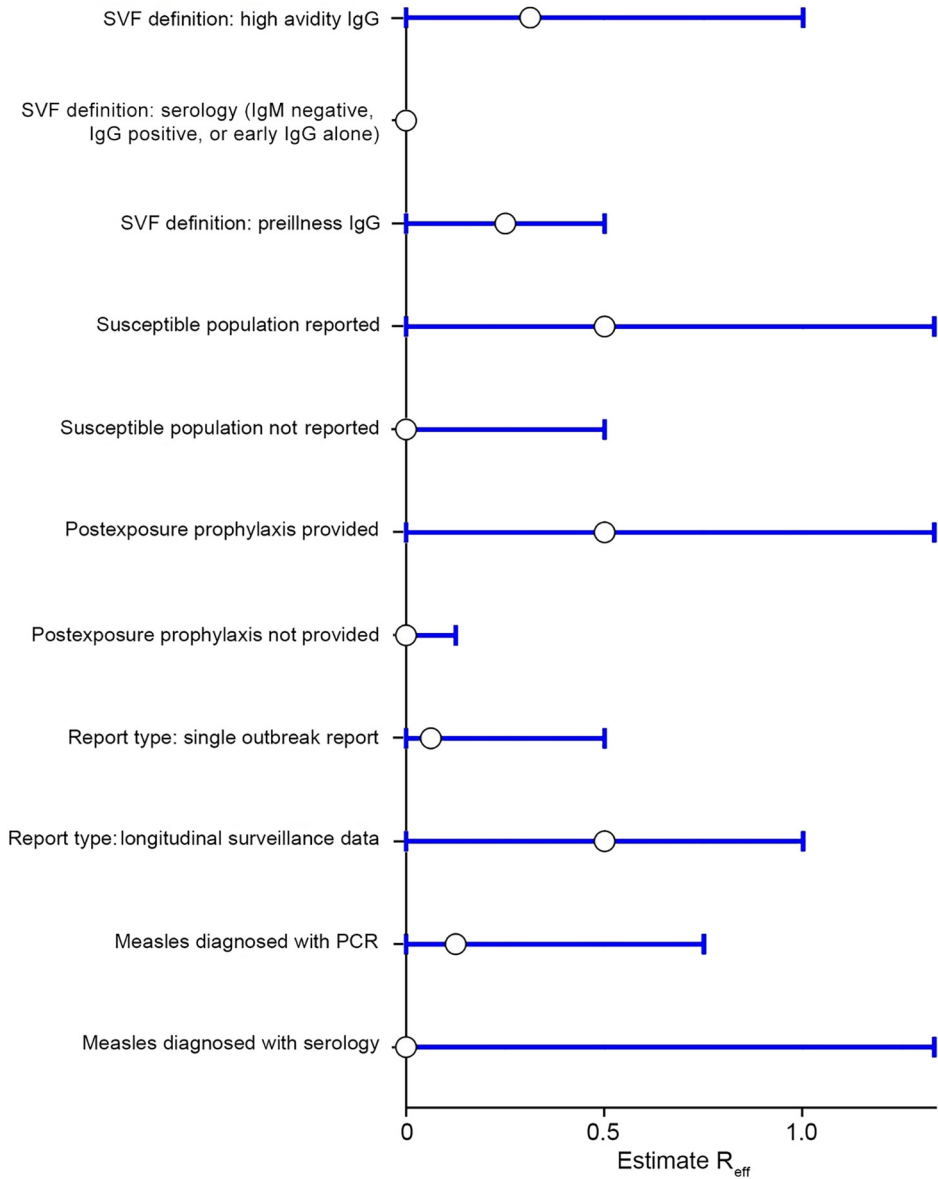 SVF definition: high avidity IgG
SVF definition: serology (IgM negative,
IgG positive, or early IgG alone)
SVF definition: preillness IgG
Susceptible population reported
Susceptible population not reported
Postexposure prophylaxis provided
Postexposure prophylaxis not provided
Report type: single outbreak report
Report type: longitudinal surveillance data
Measles diagnosed with PCR
Measles diagnosed with serology
0 0.5 1.0
Estimate Reff